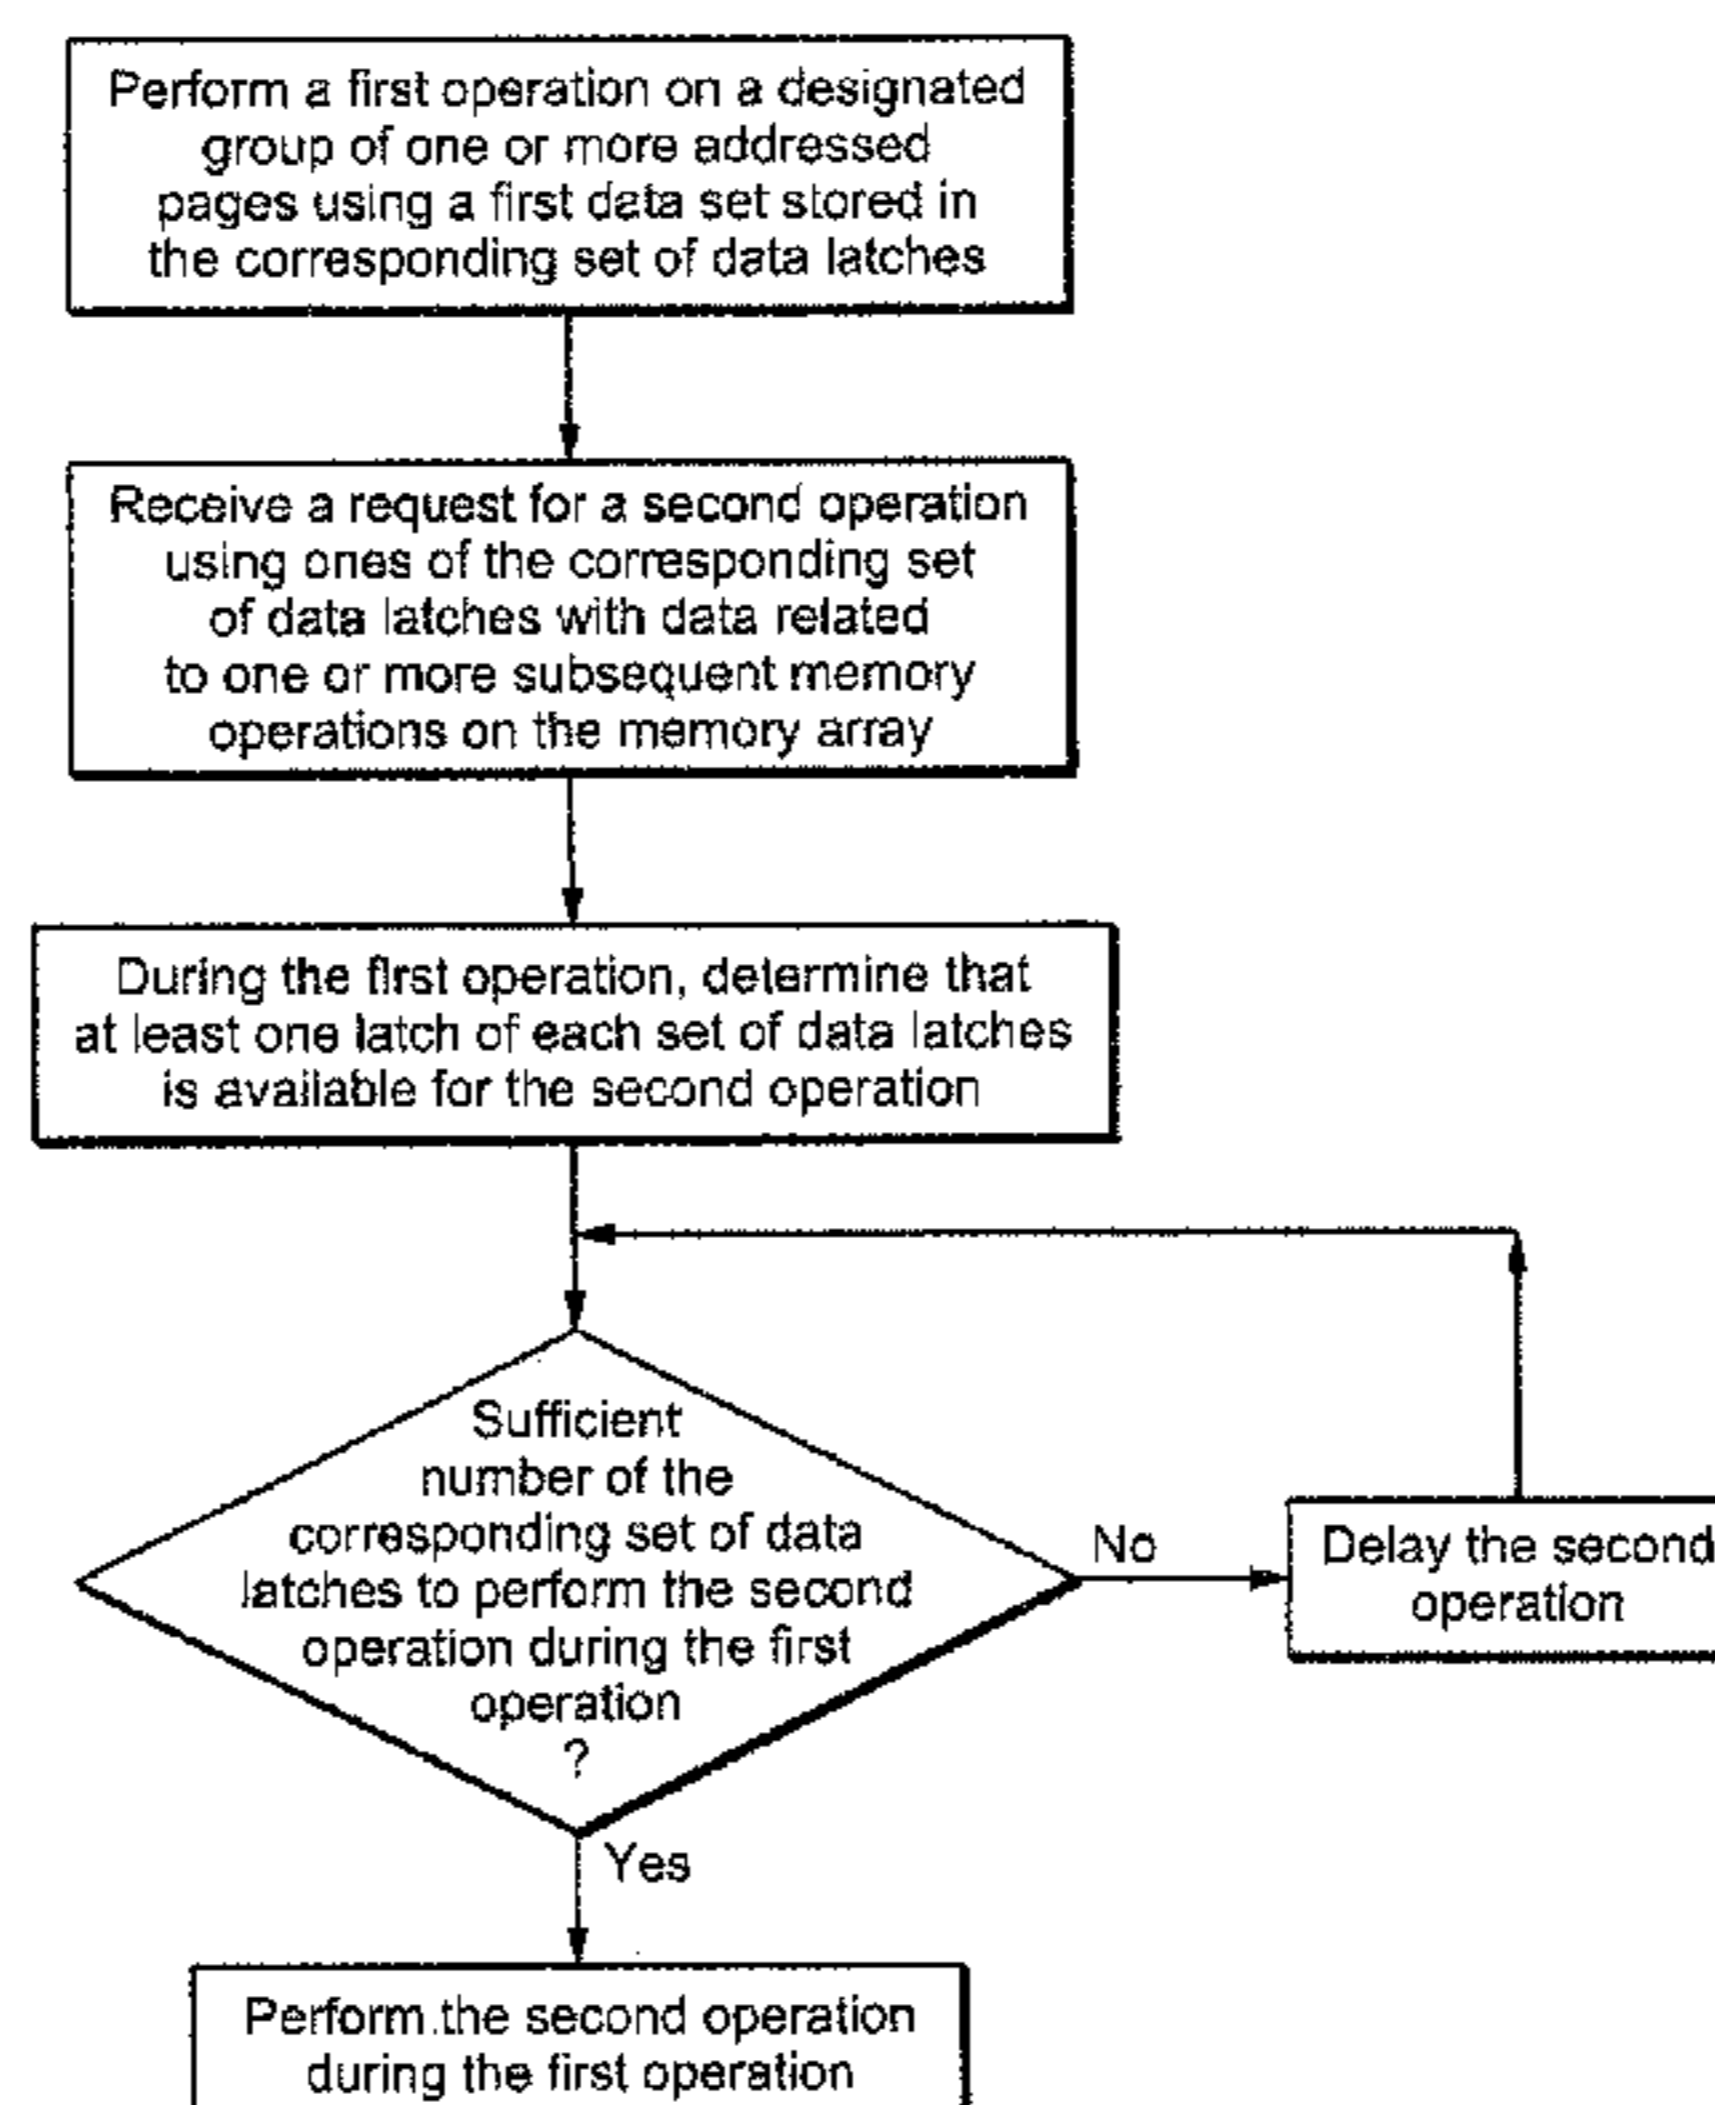 Perform a first operation on a designated
group of one or more addressed
pages using a first data set stored in
the corresponding set of data latches
Receive a request for a second operation
using ones of the corresponding set
of data latches with data related
to one or more subsequent memory
operations on the memory array
During the first operation, determine that
at least one latch of each set of data latches
is available for the second operation
Sufficient
number of the
corresponding set of data
latches to perform the second
operation during the first
operation
?
No
Delay the second
operation
Yes
Perform the second operation
during the first operation